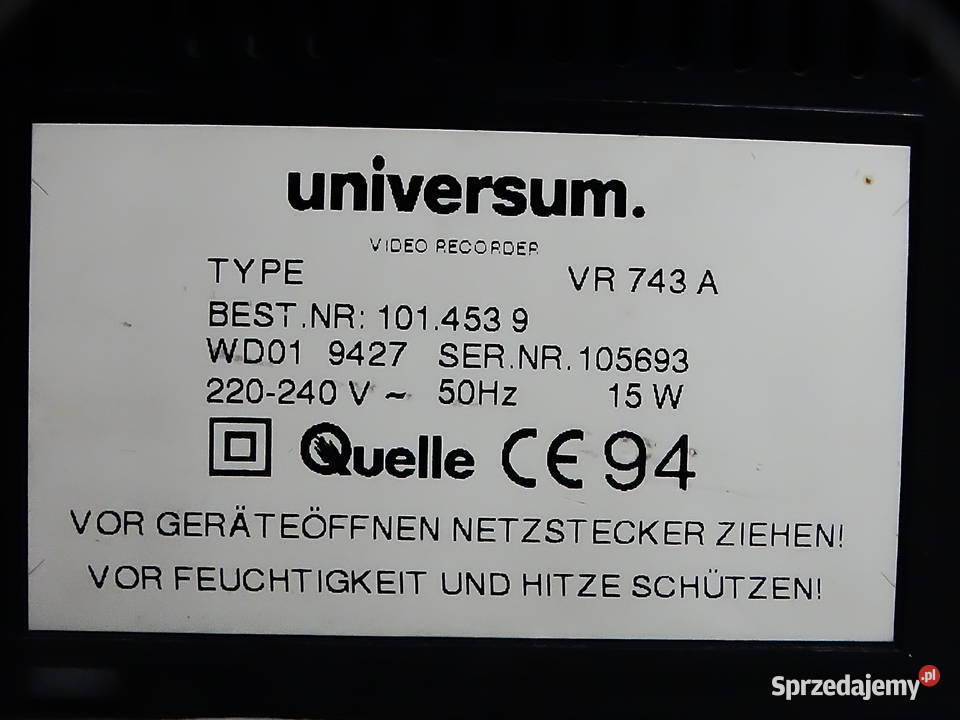 universum.
VIDEO RECORDER
TYPE VR 743 A
BEST.NR: 101.453 9
WD01 9427 SER.NR. 105693
220-240 V ~ 50Hz 15 W
Quelle CE 94
VOR GERÄTEÖFFNEN NETZSTECKER ZIEHEN!
VOR FEUCHTIGKEIT UND HITZE SCHÜTZEN!
Sprzedajemy.pl